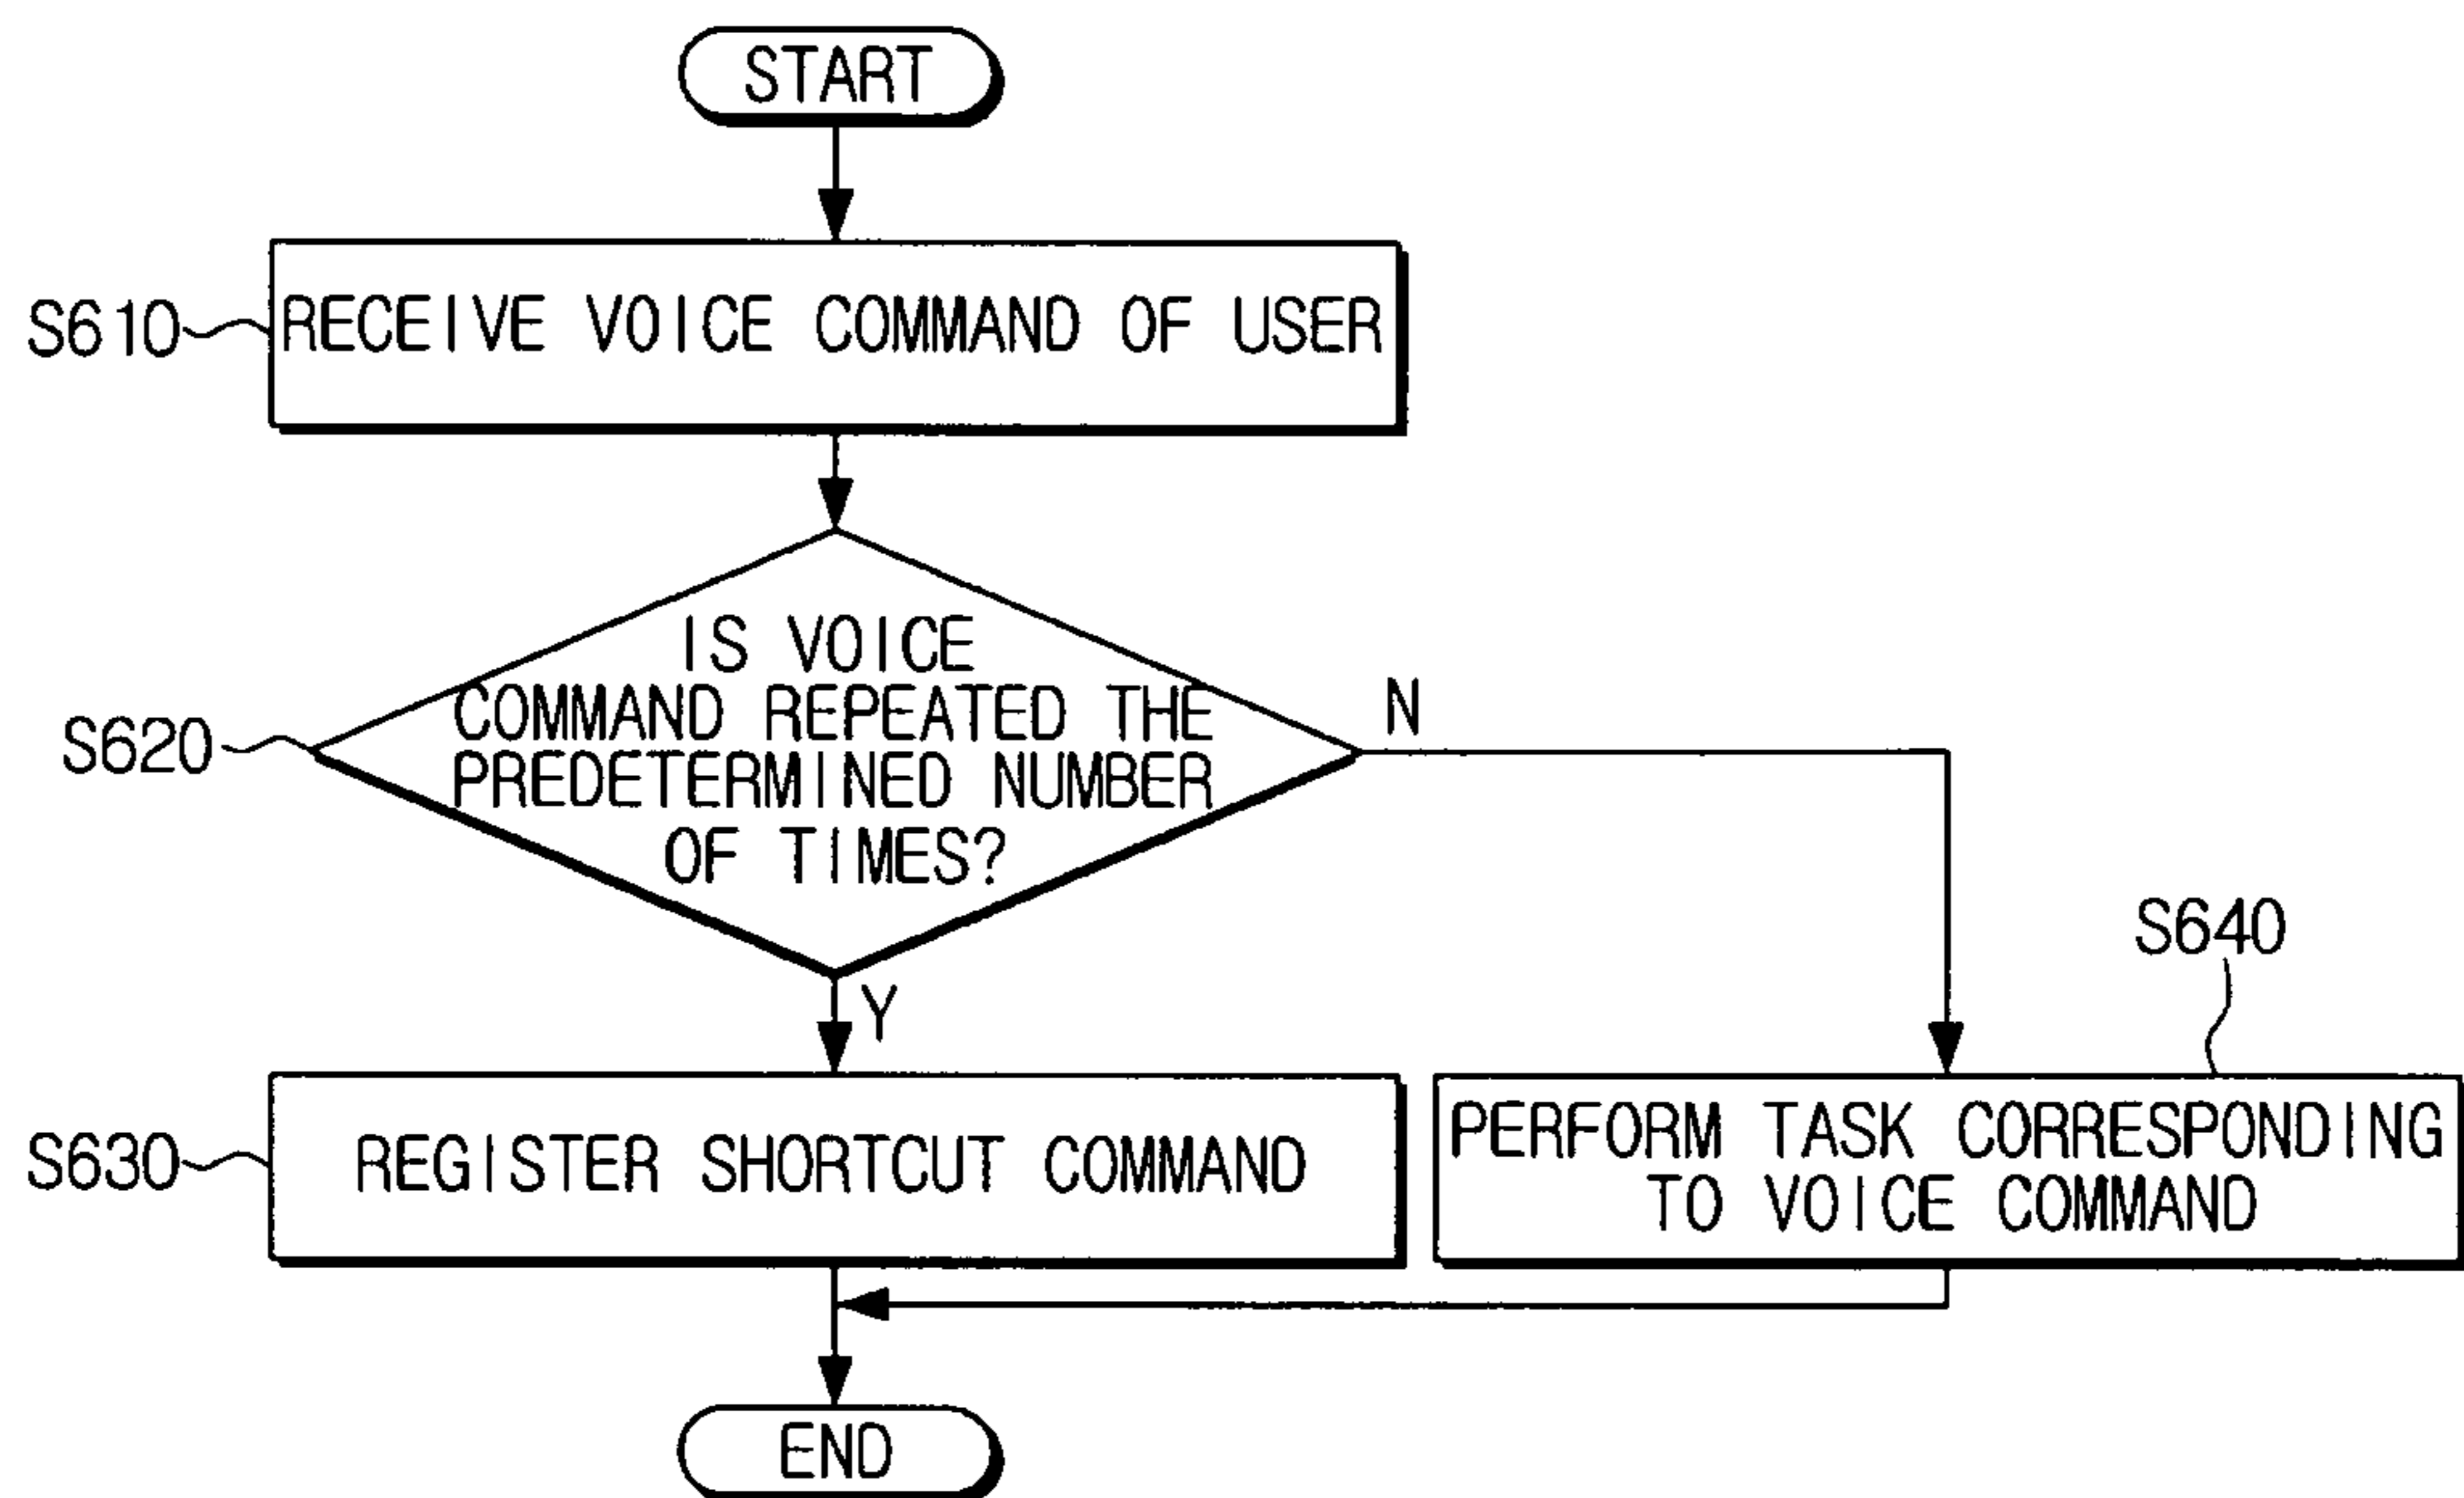 START
S610
RECEIVE VOICE COMMAND OF USER
IS VOICE
COMMAND REPEATED THE
PREDETERMINED NUMBER
OF TIMES?
S620
N
Y
S630
REGISTER SHORTCUT COMMAND
S640
PERFORM TASK CORRESPONDING
TO VOICE COMMAND
END